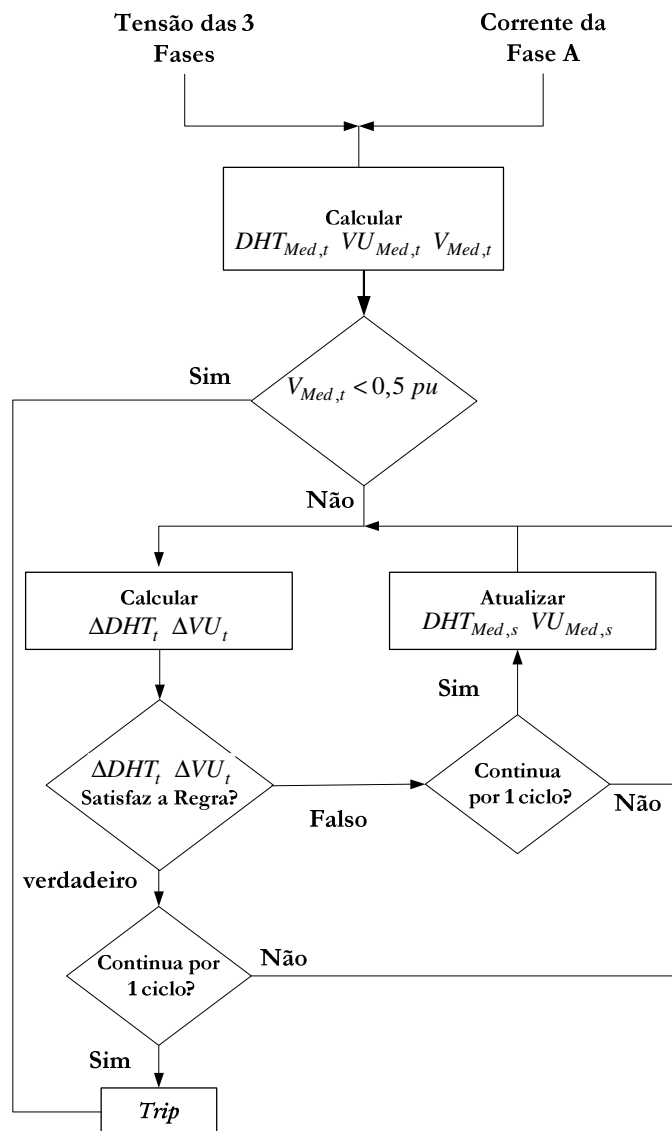 Tensão das 3
Fases
Corrente da
Fase A
Calcular
DHT_{Med,t} VU_{Med,t} V_{Med,t}
Sim
V_{Med,t} < 0,5 pu
Não
Calcular
ΔDHT_t ΔVU_t
Atualizar
DHT_{Med,s} VU_{Med,s}
Sim
ΔDHT_t ΔVU_t
Satisfaz a Regra?
Falso
Continua
por 1 ciclo?
Não
verdadeiro
Continua por
1 ciclo?
Não
Sim
Trip